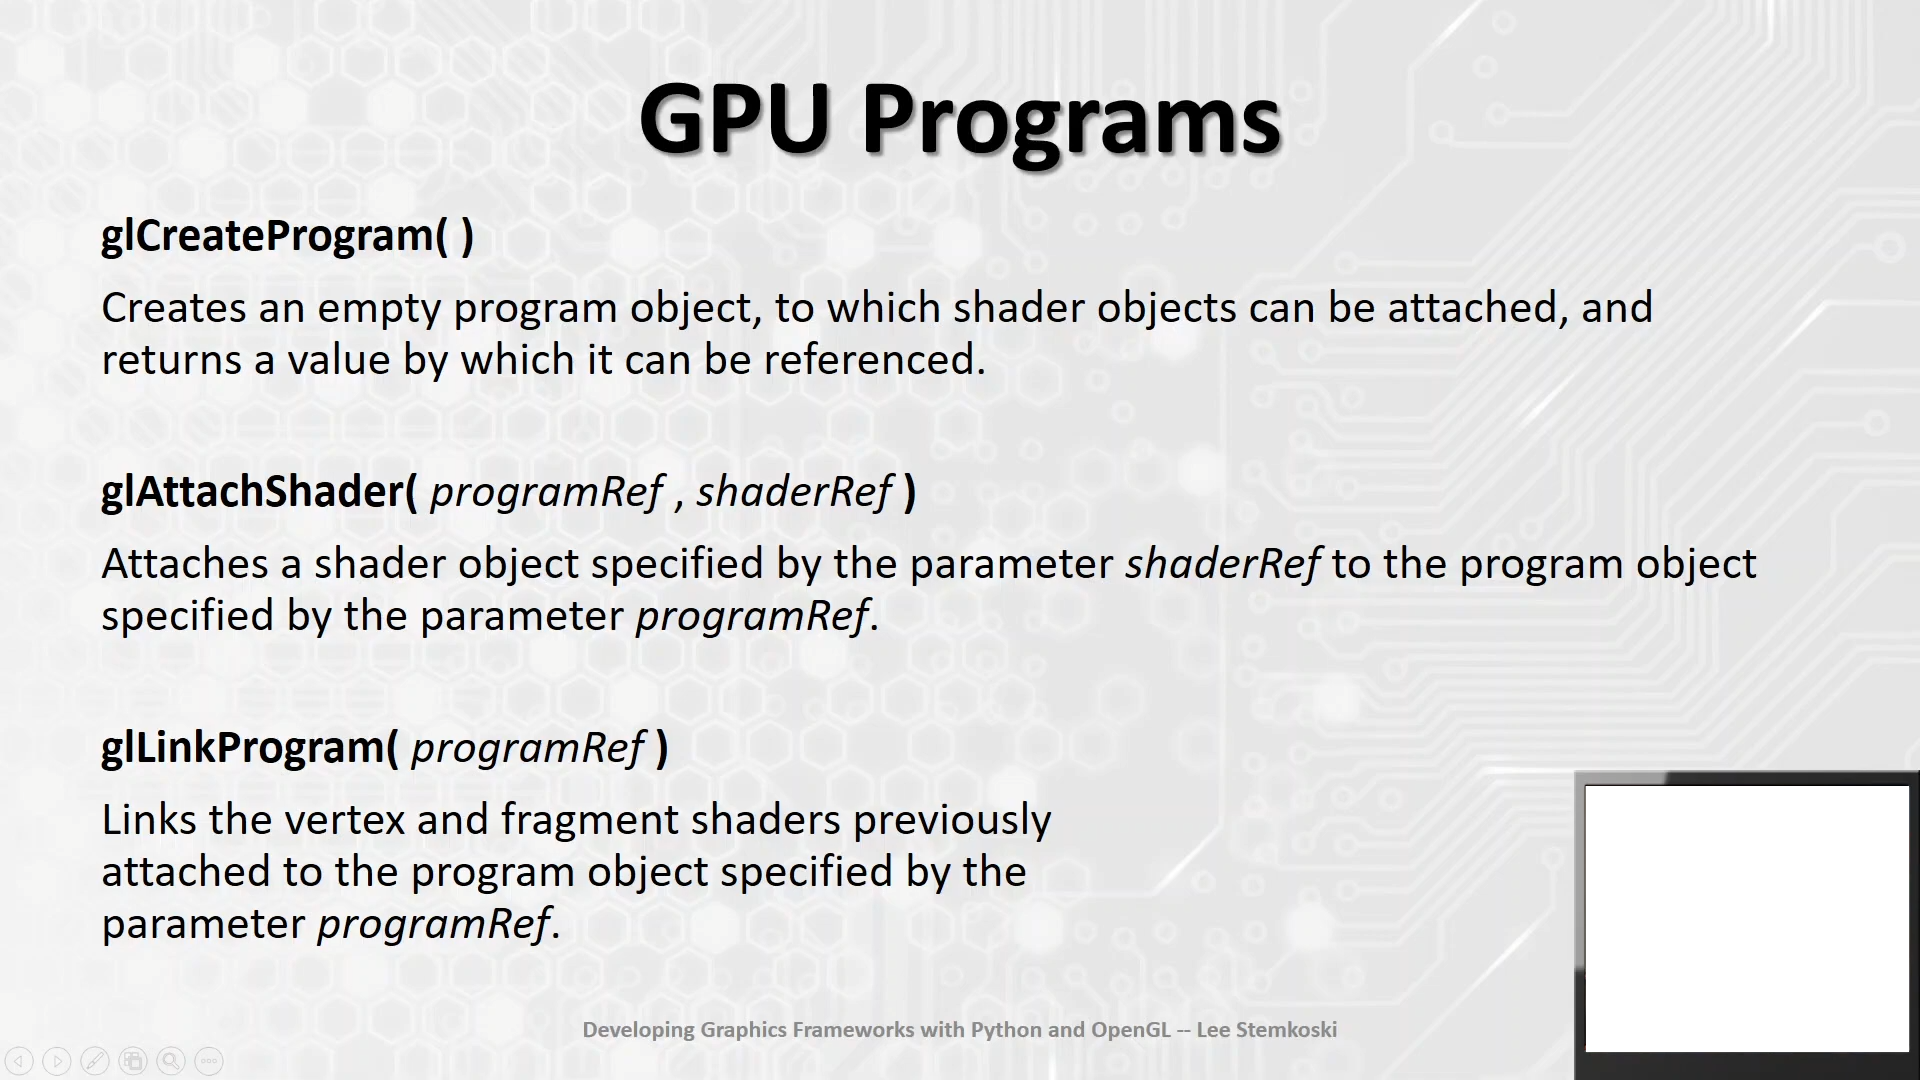 GPU Programs
glCreateProgram( )
Creates an empty program object, to which shader objects can be attached, and
returns a value by which it can be referenced.
glAttachShader( programRef , shaderRef )
Attaches a shader object specified by the parameter shaderRef to the program object
specified by the parameter programRef.
glLinkProgram( programRef )
Links the vertex and fragment shaders previously
attached to the program object specified by the
parameter programRef.
Developing Graphics Frameworks with Python and OpenGL -- Lee Stemkoski